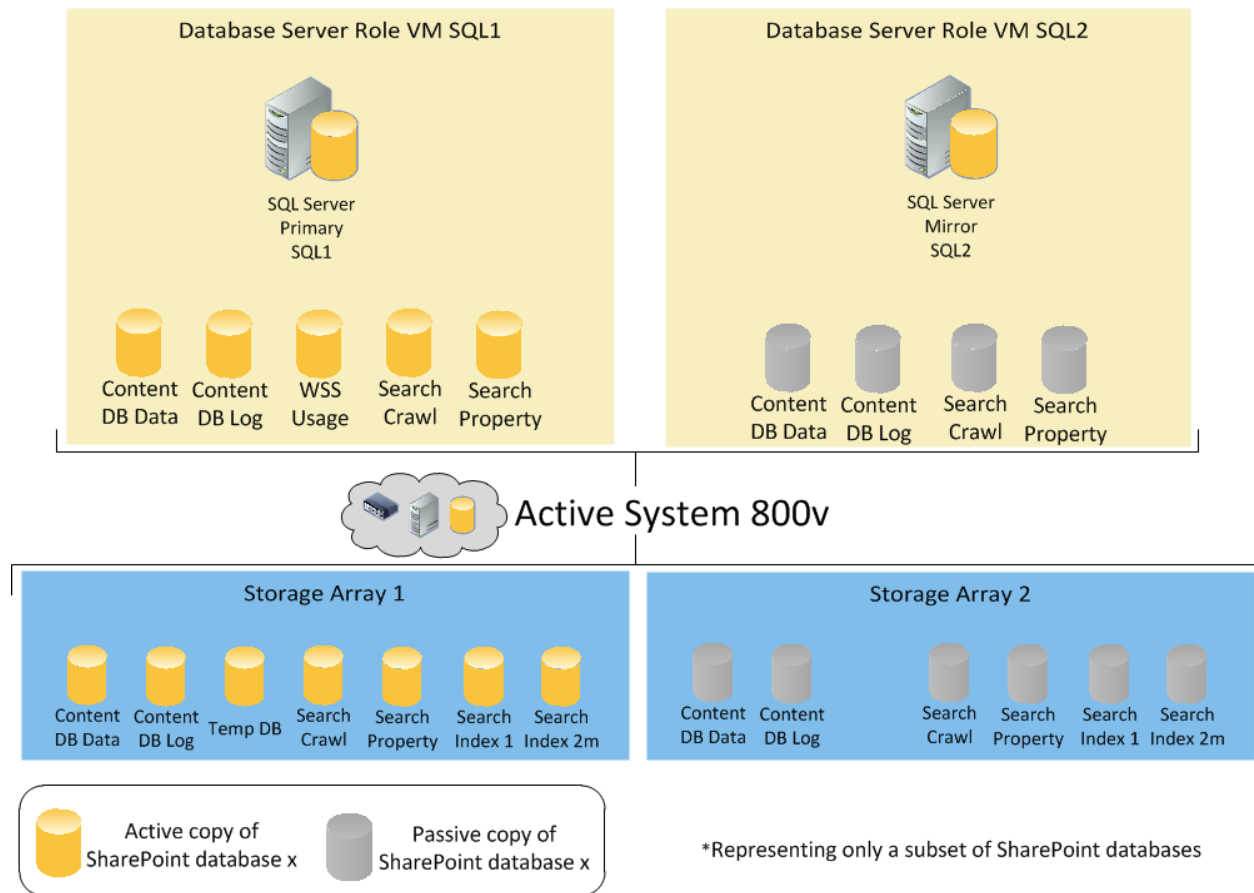 Database Server Role VM SQL1
SQL Server
Primary
SQL1
Content
DB Data
Content
DB Log
WSS
Usage
Search
Crawl
Search
Property
Database Server Role VM SQL2
SQL Server
Mirror
SQL2
Content
DB Data
Content
DB Log
Search
Crawl
Search
Property
Active System 800v
Storage Array 1
Content
DB Data
Content
DB Log
Temp DB
Search
Crawl
Search
Property
Search
Index 1
Search
Index 2m
Storage Array 2
Content
DB Data
Content
DB Log
Search
Crawl
Search
Property
Search
Index 1
Search
Index 2m
Active copy of
SharePoint database x
Passive copy of
SharePoint database x
*Representing only a subset of SharePoint databases